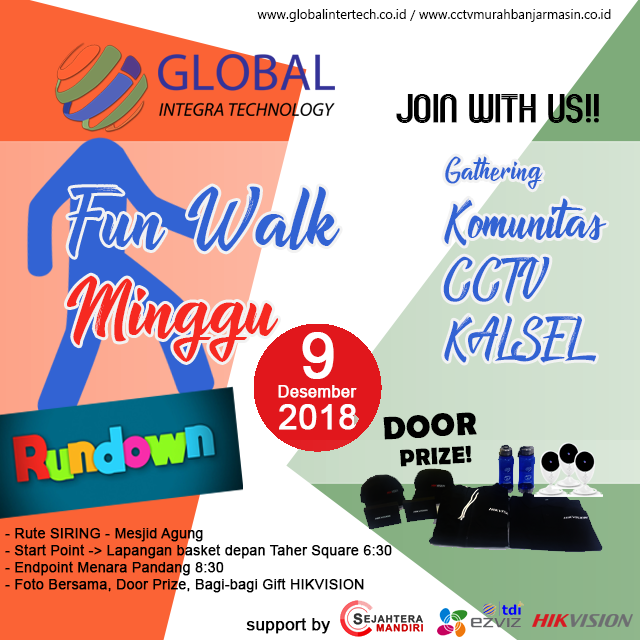 www.globalintertech.co.id / www.cctvmurahbanjarmasin.co.id
GLOBAL
INTEGRA TECHNOLOGY
JOIN WITH US!!
Fun Walk
Minggu
Gathering
Komunitas
CCTV
KALSEL
9
Desember
2018
Rundown
DOOR
PRIZE!
HIKVISION
- Rute SIRING - Mesjid Agung
- Start Point -> Lapangan basket depan Taher Square 6:30
- Endpoint Menara Pandang 8:30
- Foto Bersama, Door Prize, Bagi-bagi Gift HIKVISION
support by
SEJAHTERA
MANDIRI
tdi
ezviz
HIKVISION